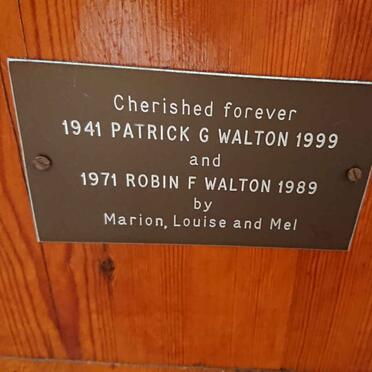 Cherished forever
1941 PATRICK G WALTON 1999
and
1971 ROBIN F WALTON 1989
by
Marion, Louise and Mel